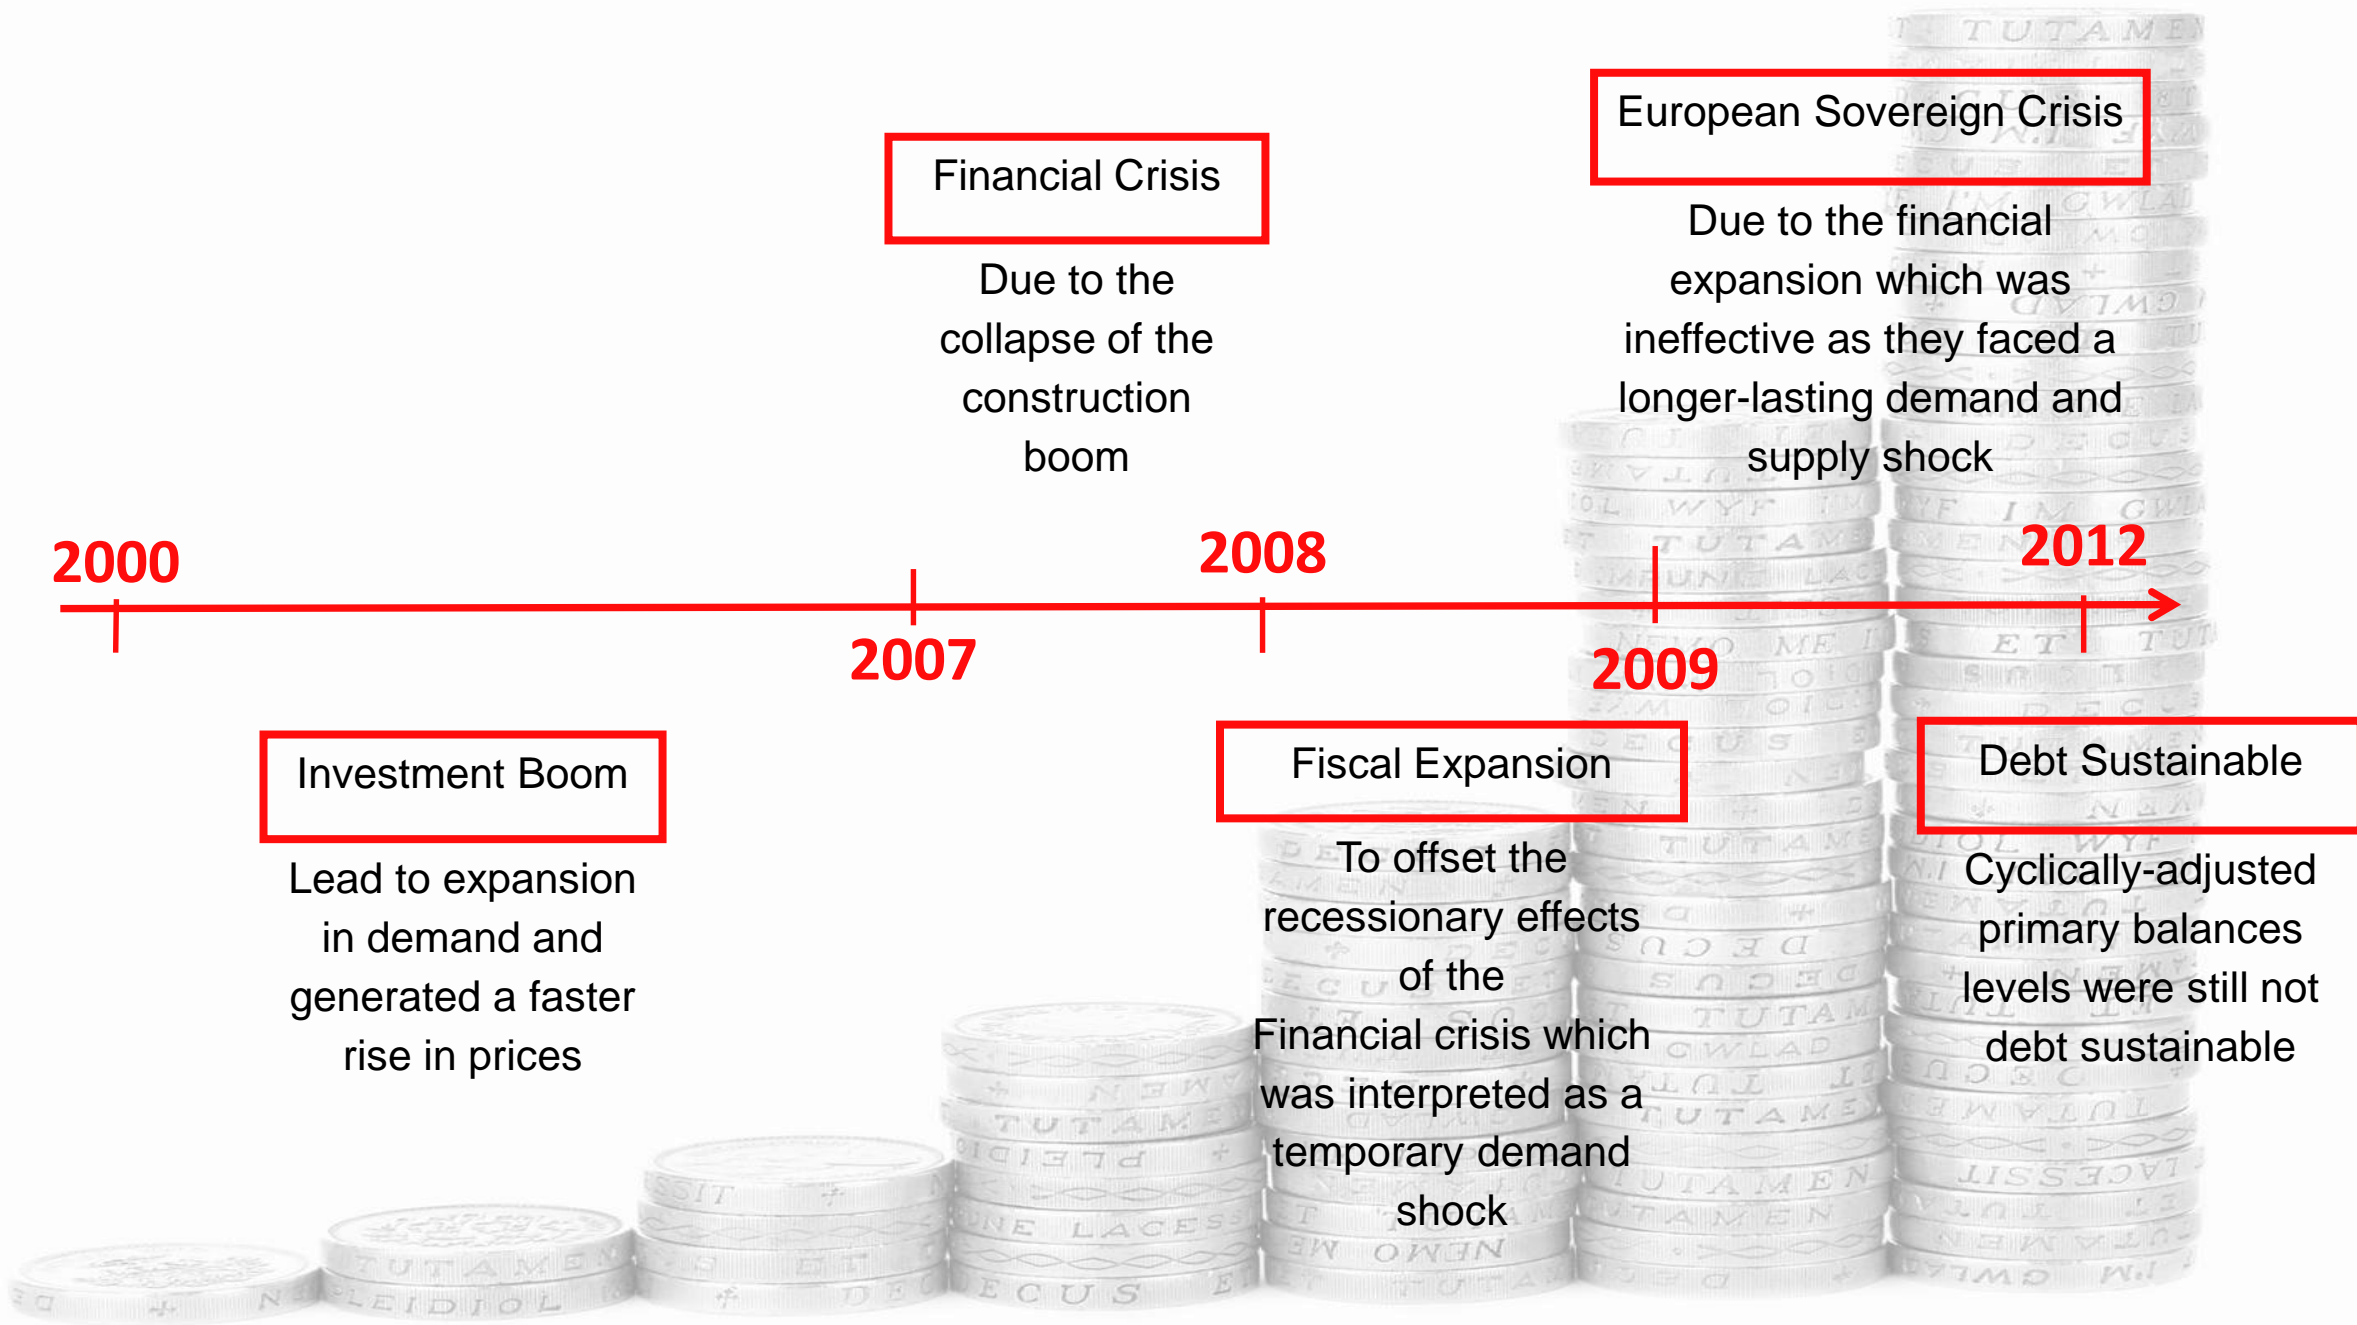 European Sovereign Crisis
Due to the financial
expansion which was
ineffective as they faced a
longer-lasting demand and
supply shock
Financial Crisis
Due to the
collapse of the
construction
boom
2000
2007
2008
2009
2012
Investment Boom
Lead to expansion
in demand and
generated a faster
rise in prices
Fiscal Expansion
To offset the
recessionary effects
of the
Financial crisis which
was interpreted as a
temporary demand
shock
Debt Sustainable
Cyclically-adjusted
primary balances
levels were still not
debt sustainable